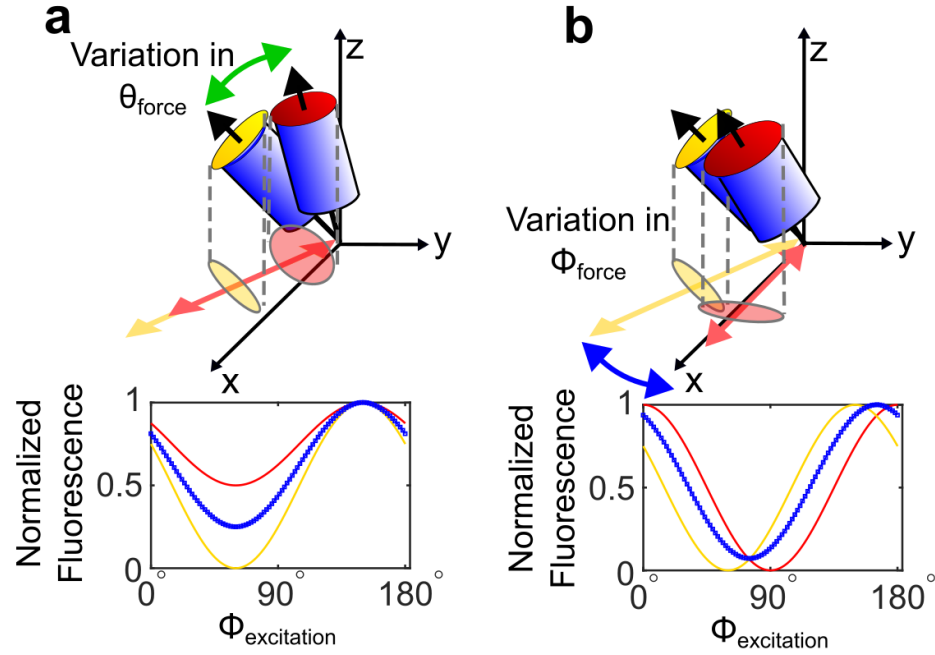 a
Variation in
θforce
z
y
x
Normalized
Fluorescence
1
0.5
0
0° 90° 180°
Φexcitation
b
z
Variation in
Φforce
y
x
Normalized
Fluorescence
1
0.5
0
0° 90° 180°
Φexcitation